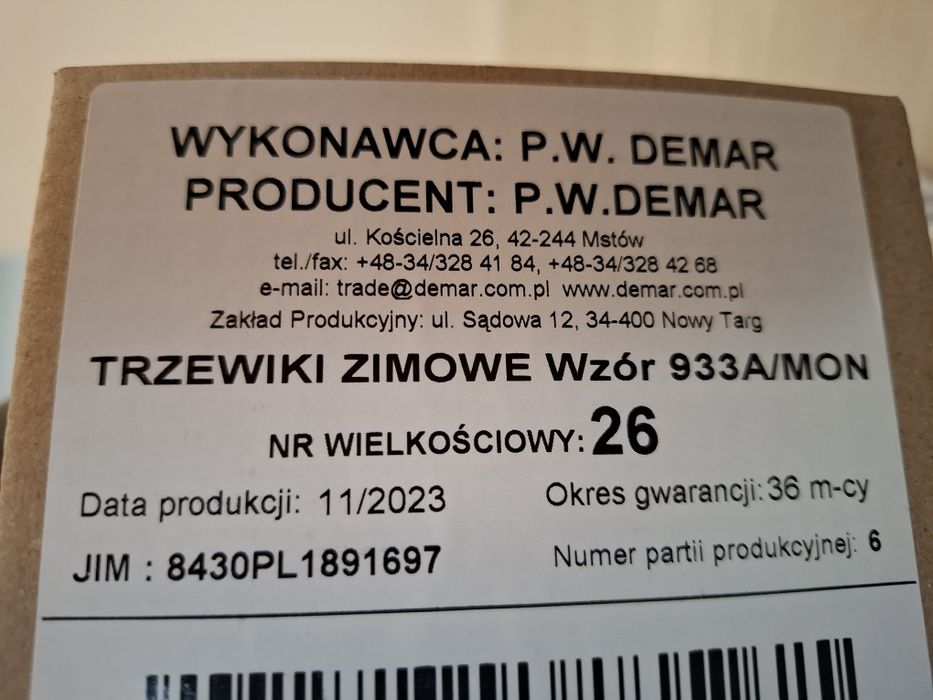 WYKONAWCA: P.W. DEMAR
PRODUCENT: P.W.DEMAR
ul. Kościelna 26, 42-244 Mstów
tel./fax: +48-34/328 41 84, +48-34/328 42 68
e-mail: trade@demar.com.pl www.demar.com.pl
Zakład Produkcyjny: ul. Sądowa 12, 34-400 Nowy Targ
TRZEWIKI ZIMOWE Wzór 933A/MON
NR WIELKOŚCIOWY: 26
Data produkcji: 11/2023 Okres gwarancji: 36 m-cy
JIM : 8430PL1891697 Numer partii produkcyjnej: 6